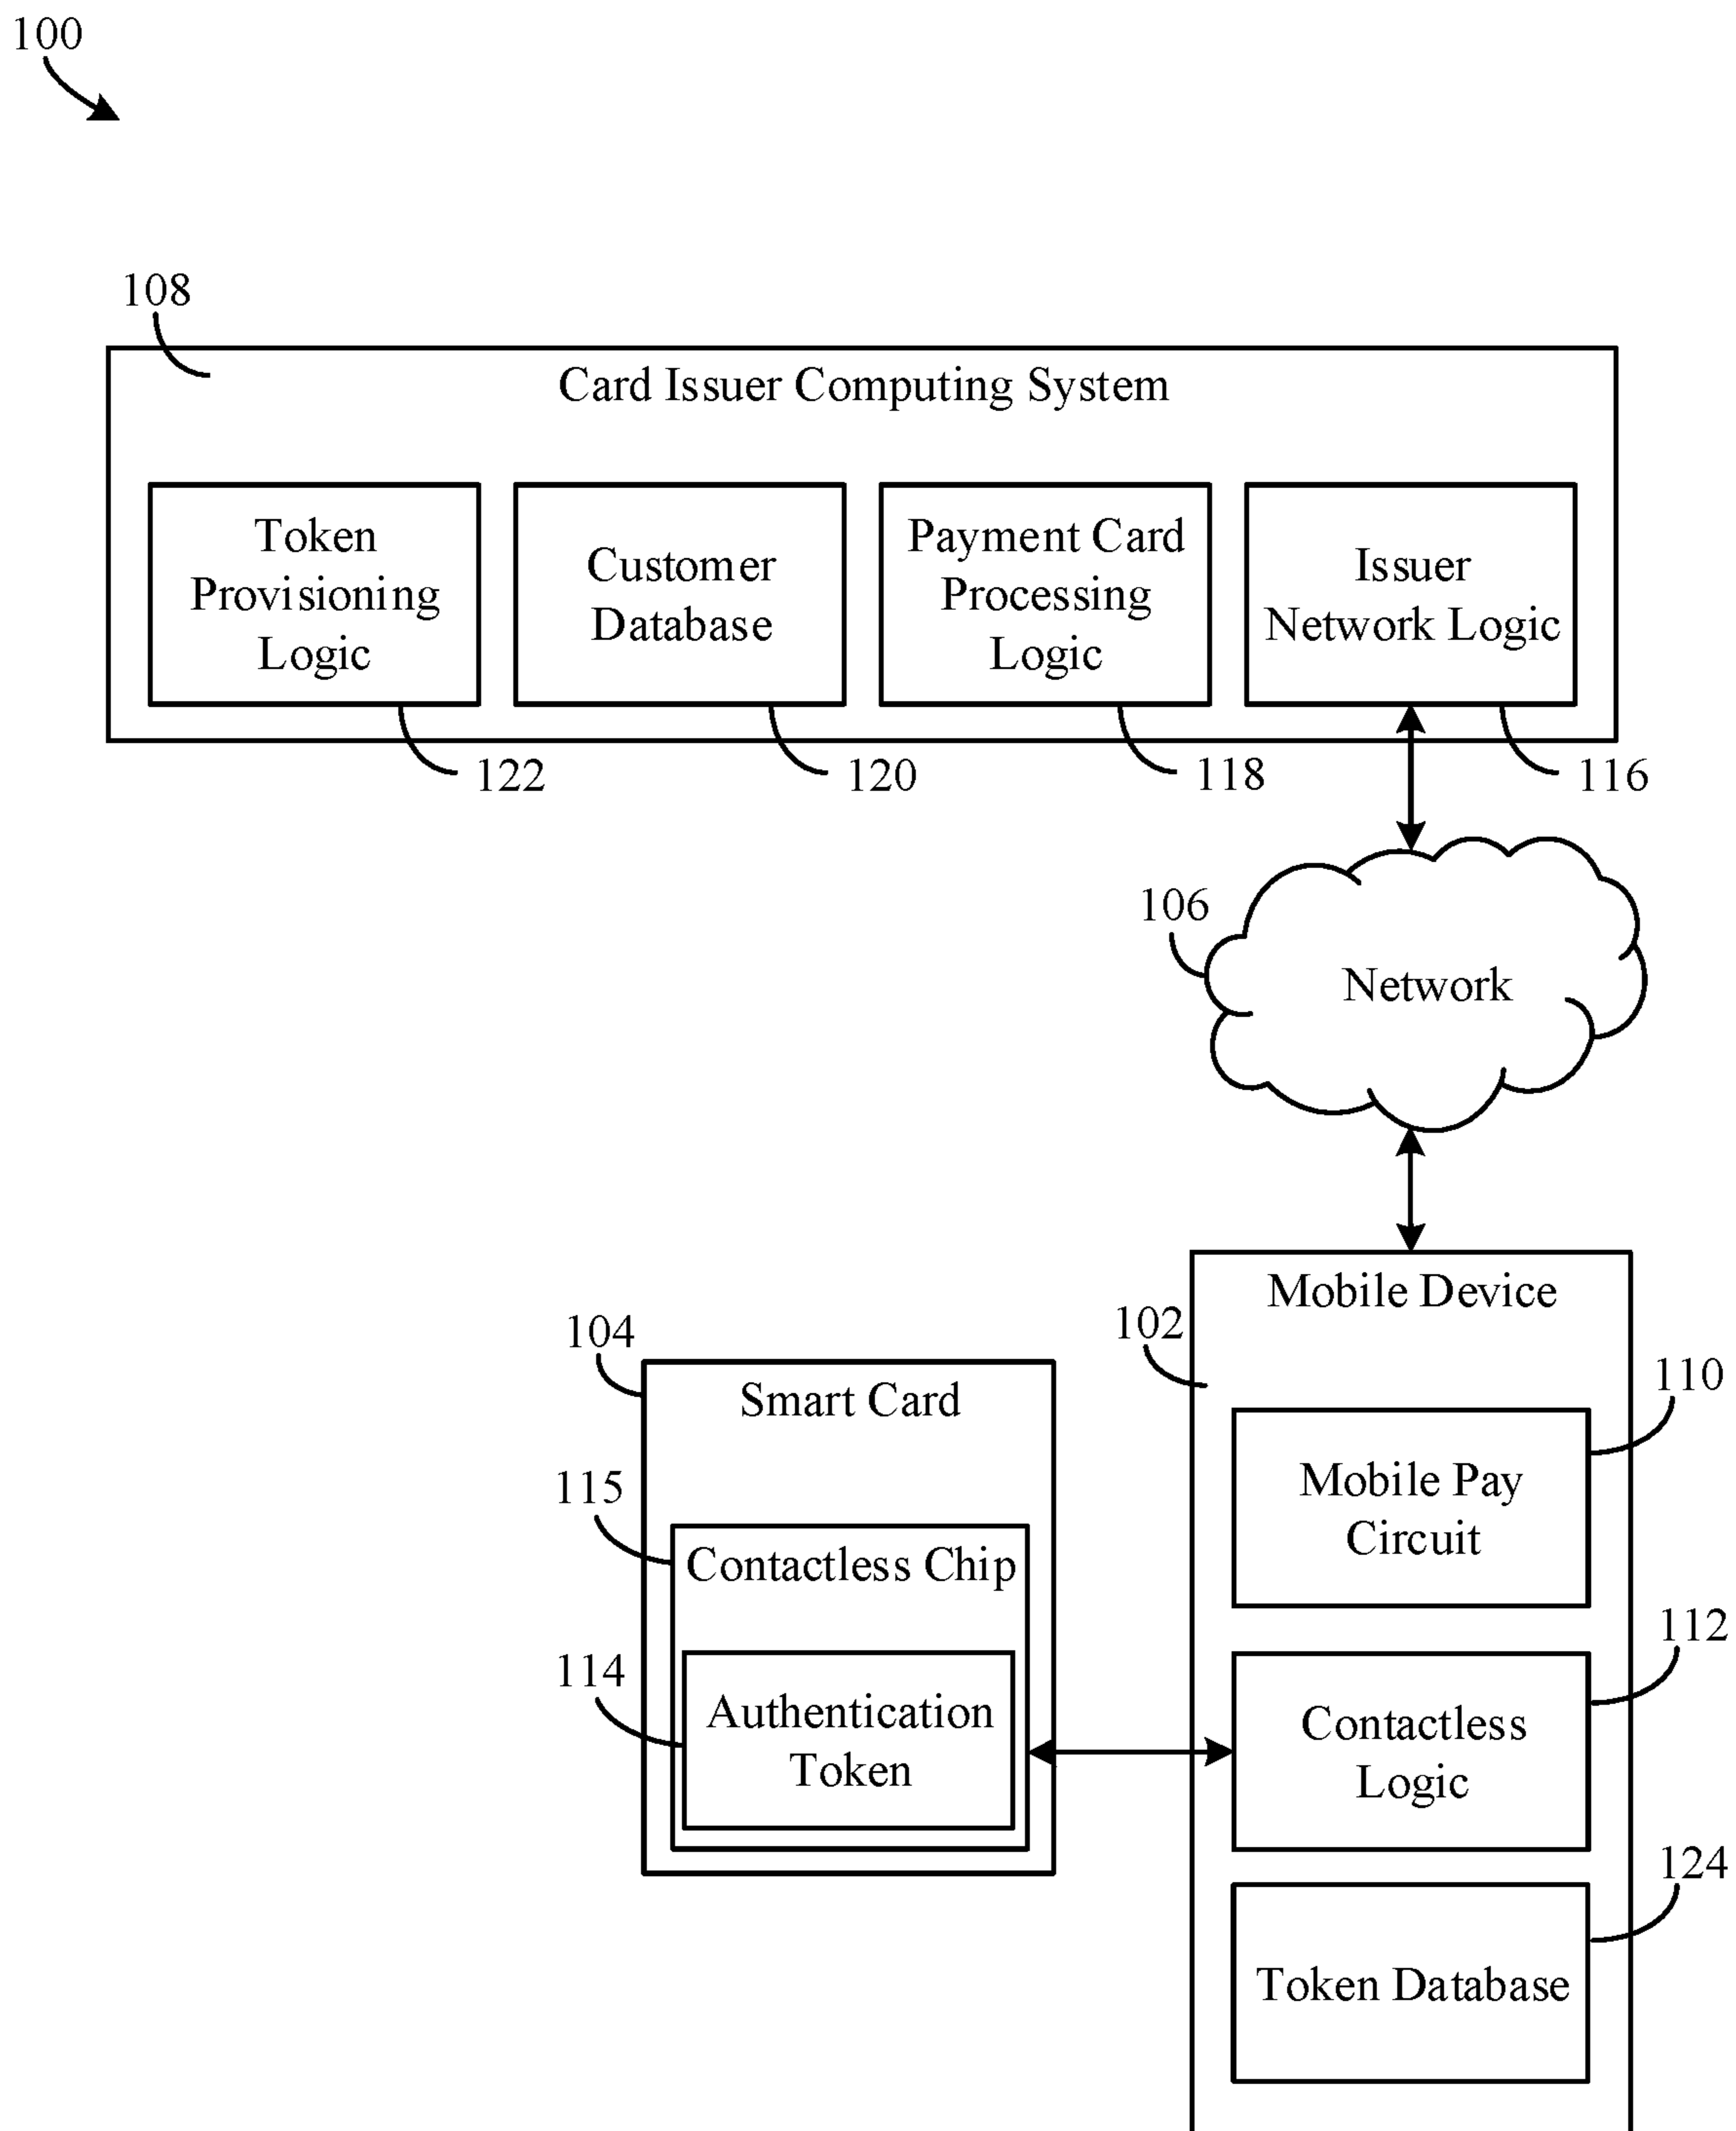 100
108
Card Issuer Computing System
Token
Provisioning
Logic
Customer
Database
Payment Card
Processing
Logic
Issuer
Network Logic
122
120
118
116
106
Network
Mobile Device
102
104
Smart Card
110
Mobile Pay
Circuit
115
Contactless Chip
112
114
Authentication
Token
Contactless
Logic
124
Token Database